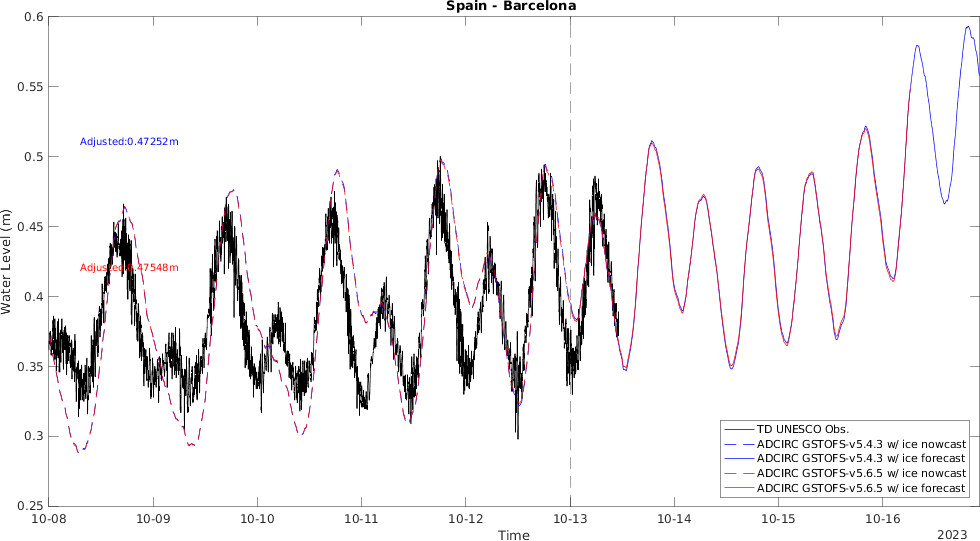 Spain - Barcelona
0.6
0.55
0.5
0.45
0.4
0.35
0.3
0.25
Water Level (m)
Adjusted:0.47252m
Adjusted:0.47548m
TD UNESCO Obs.
ADCIRC GSTOFS-v5.4.3 w/ ice nowcast
ADCIRC GSTOFS-v5.4.3 w/ ice forecast
ADCIRC GSTOFS-v5.6.5 w/ ice nowcast
ADCIRC GSTOFS-v5.6.5 w/ ice forecast
10-08 10-09 10-10 10-11 10-12 10-13 10-14 10-15 10-16
Time
2023